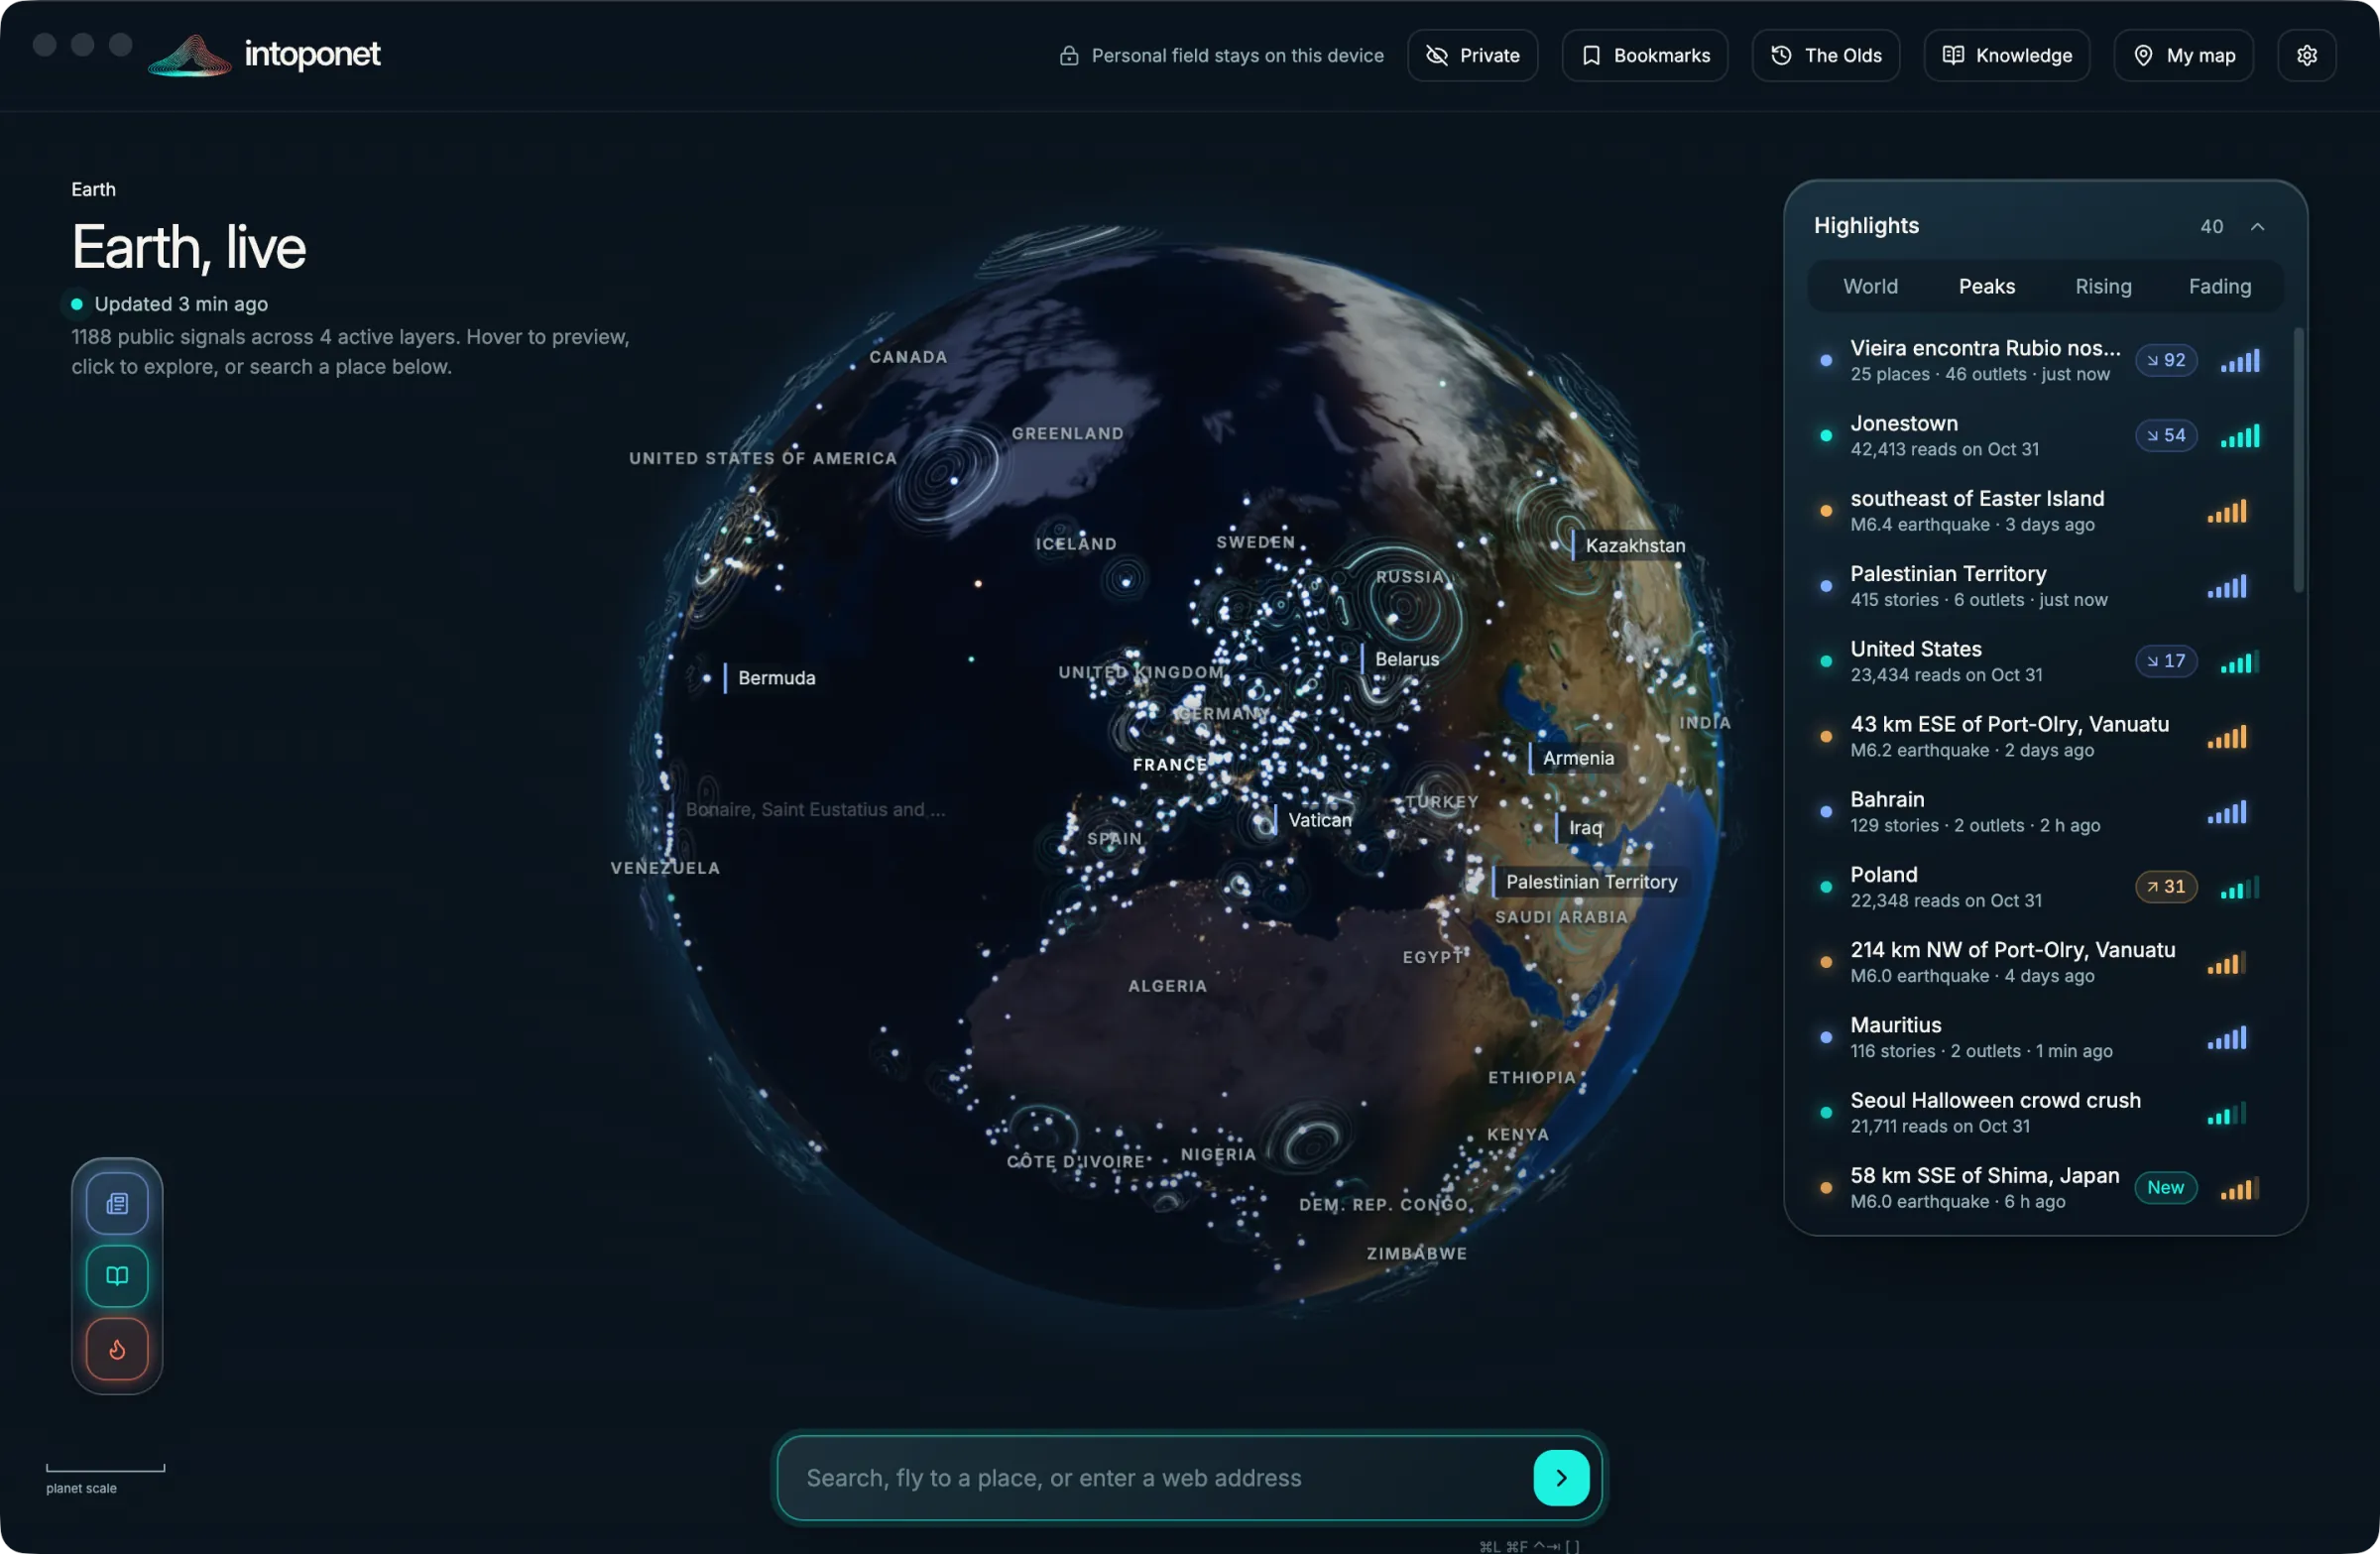 intoponet
Personal field stays on this device
Private
Bookmarks
The Olds
Knowledge
My map
Earth
Earth, live
Updated 3 min ago
1188 public signals across 4 active layers. Hover to preview,
click to explore, or search a place below.
CANADA
GREENLAND
UNITED STATES OF AMERICA
ICELAND
SWEDEN
Kazakhstan
RUSSIA
Belarus
UNITED KINGDOM
Bermuda
GERMANY
INDIA
Armenia
FRANCE
TURKEY
Bonaire, Saint Eustatius and ...
Vatican
Iraq
SPAIN
VENEZUELA
Palestinian Territory
SAUDI ARABIA
EGYPT
ALGERIA
ETHIOPIA
KENYA
NIGERIA
CÔTE D'IVOIRE
DEM. REP. CONGO
ZIMBABWE
Highlights
40
World
Peaks
Rising
Fading
Vieira encontra Rubio nos...
25 places · 46 outlets · just now
↘ 92
Jonestown
42,413 reads on Oct 31
↘ 54
southeast of Easter Island
M6.4 earthquake · 3 days ago
Palestinian Territory
415 stories · 6 outlets · just now
United States
23,434 reads on Oct 31
↘ 17
43 km ESE of Port-Olry, Vanuatu
M6.2 earthquake · 2 days ago
Bahrain
129 stories · 2 outlets · 2 h ago
Poland
22,348 reads on Oct 31
↗ 31
214 km NW of Port-Olry, Vanuatu
M6.0 earthquake · 4 days ago
Mauritius
116 stories · 2 outlets · 1 min ago
Seoul Halloween crowd crush
21,711 reads on Oct 31
58 km SSE of Shima, Japan
M6.0 earthquake · 6 h ago
New
planet scale
Search, fly to a place, or enter a web address
⌘L ⌘F ^⇥ [ ]